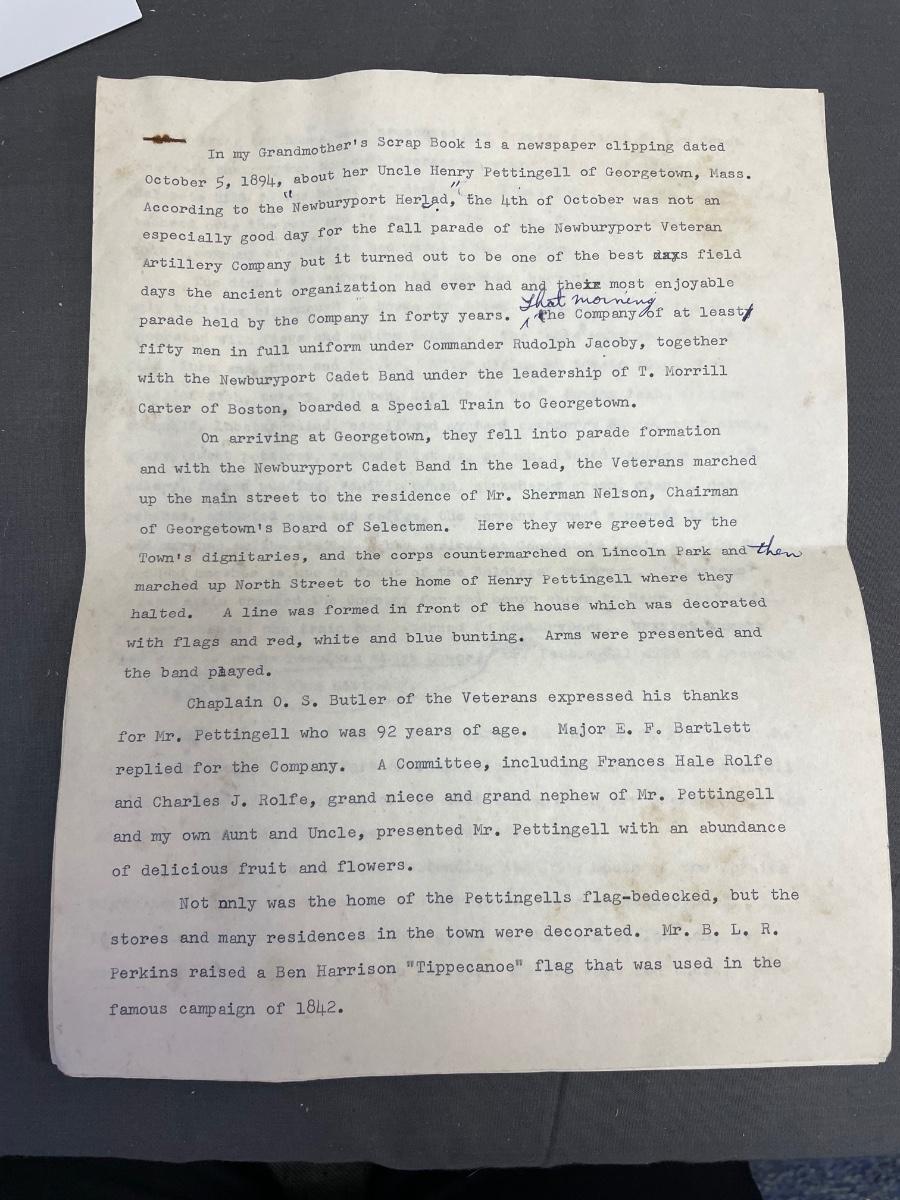 In my Grandmother's Scrap Book is a newspaper clipping dated
October 5, 1894, about her Uncle Henry Pettingell of Georgetown, Mass.
According to the "Newburyport Herlad," the 4th of October was not an
especially good day for the fall parade of the Newburyport Veteran
Artillery Company but it turned out to be one of the best days field
days the ancient organization had ever had and their most enjoyable
parade held by the Company in forty years. That morning the Company of at least
fifty men in full uniform under Commander Rudolph Jacoby, together
with the Newburyport Cadet Band under the leadership of T. Morrill
Carter of Boston, boarded a Special Train to Georgetown.
On arriving at Georgetown, they fell into parade formation
and with the Newburyport Cadet Band in the lead, the Veterans marched
up the main street to the residence of Mr. Sherman Nelson, Chairman
of Georgetown's Board of Selectmen. Here they were greeted by the
Town's dignitaries, and the corps countermarched on Lincoln Park and then
marched up North Street to the home of Henry Pettingell where they
halted. A line was formed in front of the house which was decorated
with flags and red, white and blue bunting. Arms were presented and
the band played.
Chaplain O. S. Butler of the Veterans expressed his thanks
for Mr. Pettingell who was 92 years of age. Major E. F. Bartlett
replied for the Company. A Committee, including Frances Hale Rolfe
and Charles J. Rolfe, grand niece and grand nephew of Mr. Pettingell
and my own Aunt and Uncle, presented Mr. Pettingell with an abundance
of delicious fruit and flowers.
Not nnly was the home of the Pettingells flag-bedecked, but the
stores and many residences in the town were decorated. Mr. B. L. R.
Perkins raised a Ben Harrison "Tippecanoe" flag that was used in the
famous campaign of 1842.